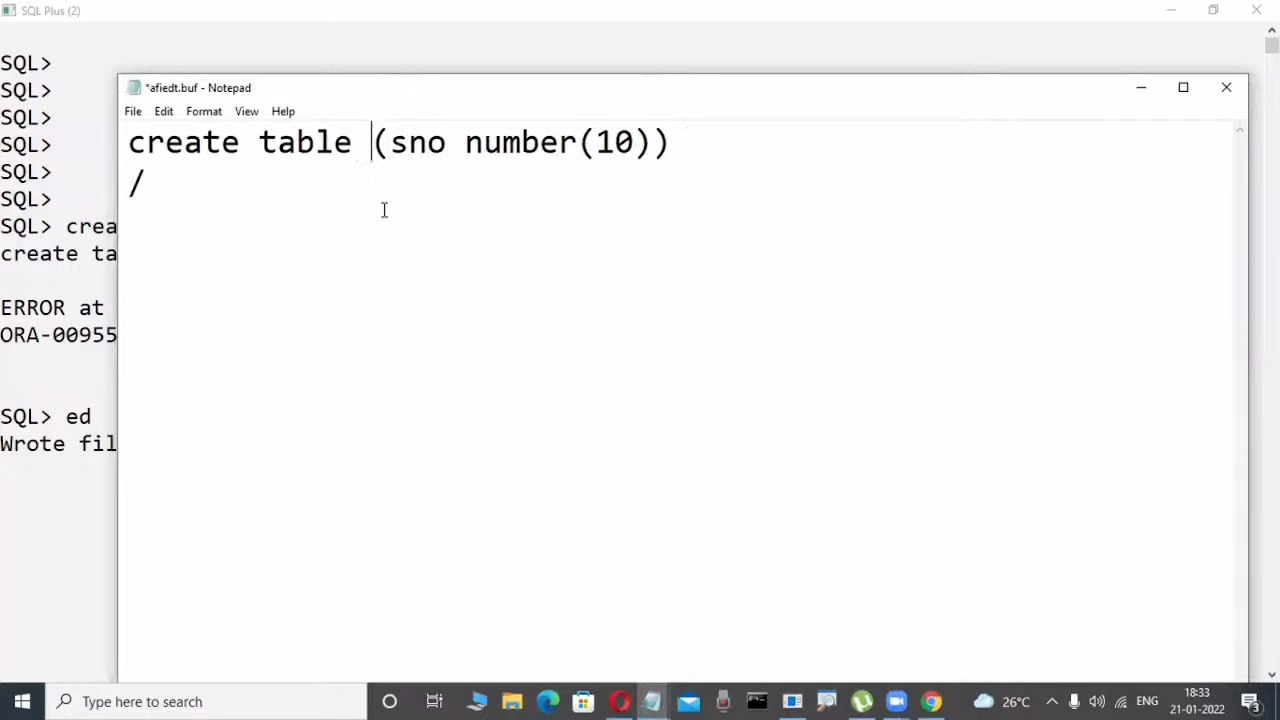 SQL Plus (2)
SQL>
SQL>
SQL>
SQL>
SQL>
SQL>
SQL> crea
create ta
ERROR at
ORA-00955
SQL> ed
Wrote fil
*afiedt.buf - Notepad
File Edit Format View Help
create table (sno number(10))
/
Type here to search
26°C
ENG
18:33
21-01-2022
3